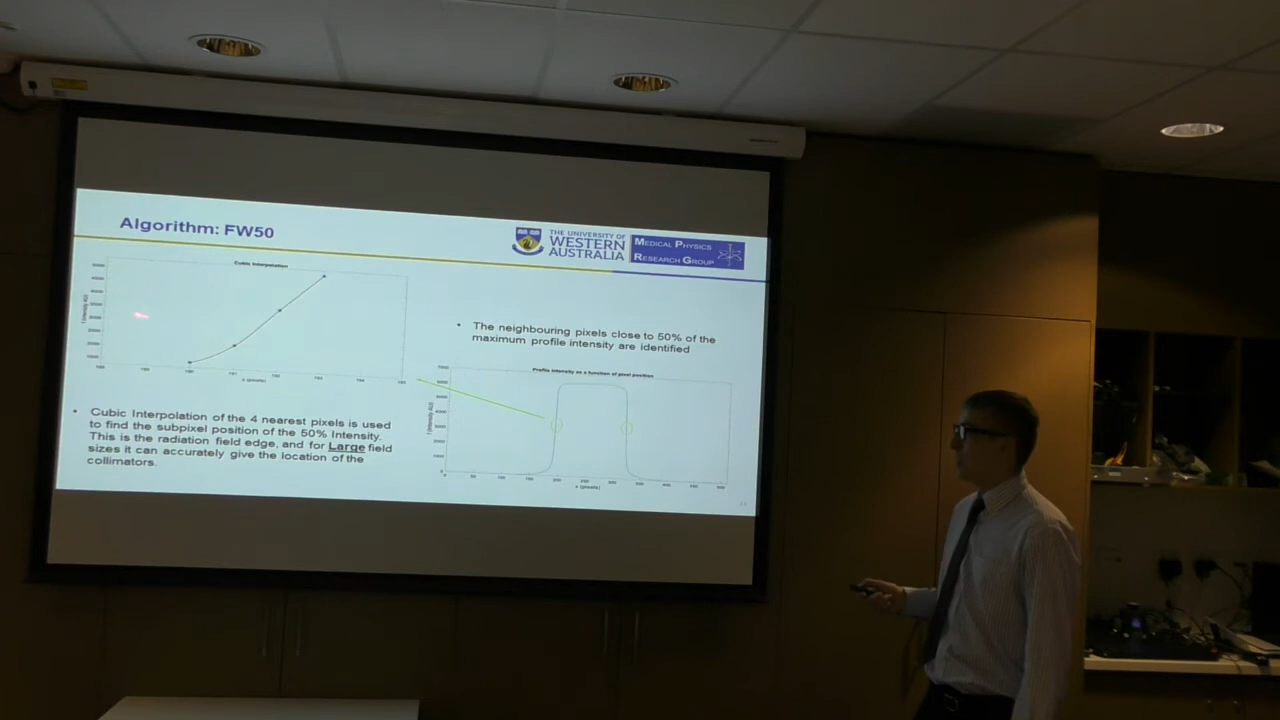 Algorithm: FW50
THE UNIVERSITY OF
WESTERN
AUSTRALIA
MEDICAL PHYSICS
RESEARCH GROUP
Cubic Interpolation
x (pixels)
• The neighbouring pixels close to 50% of the
maximum profile intensity are identified
Profile intensity as a function of pixel position
x (pixels)
• Cubic Interpolation of the 4 nearest pixels is used
to find the subpixel position of the 50% Intensity.
This is the radiation field edge, and for Large field
sizes it can accurately give the location of the
collimators.